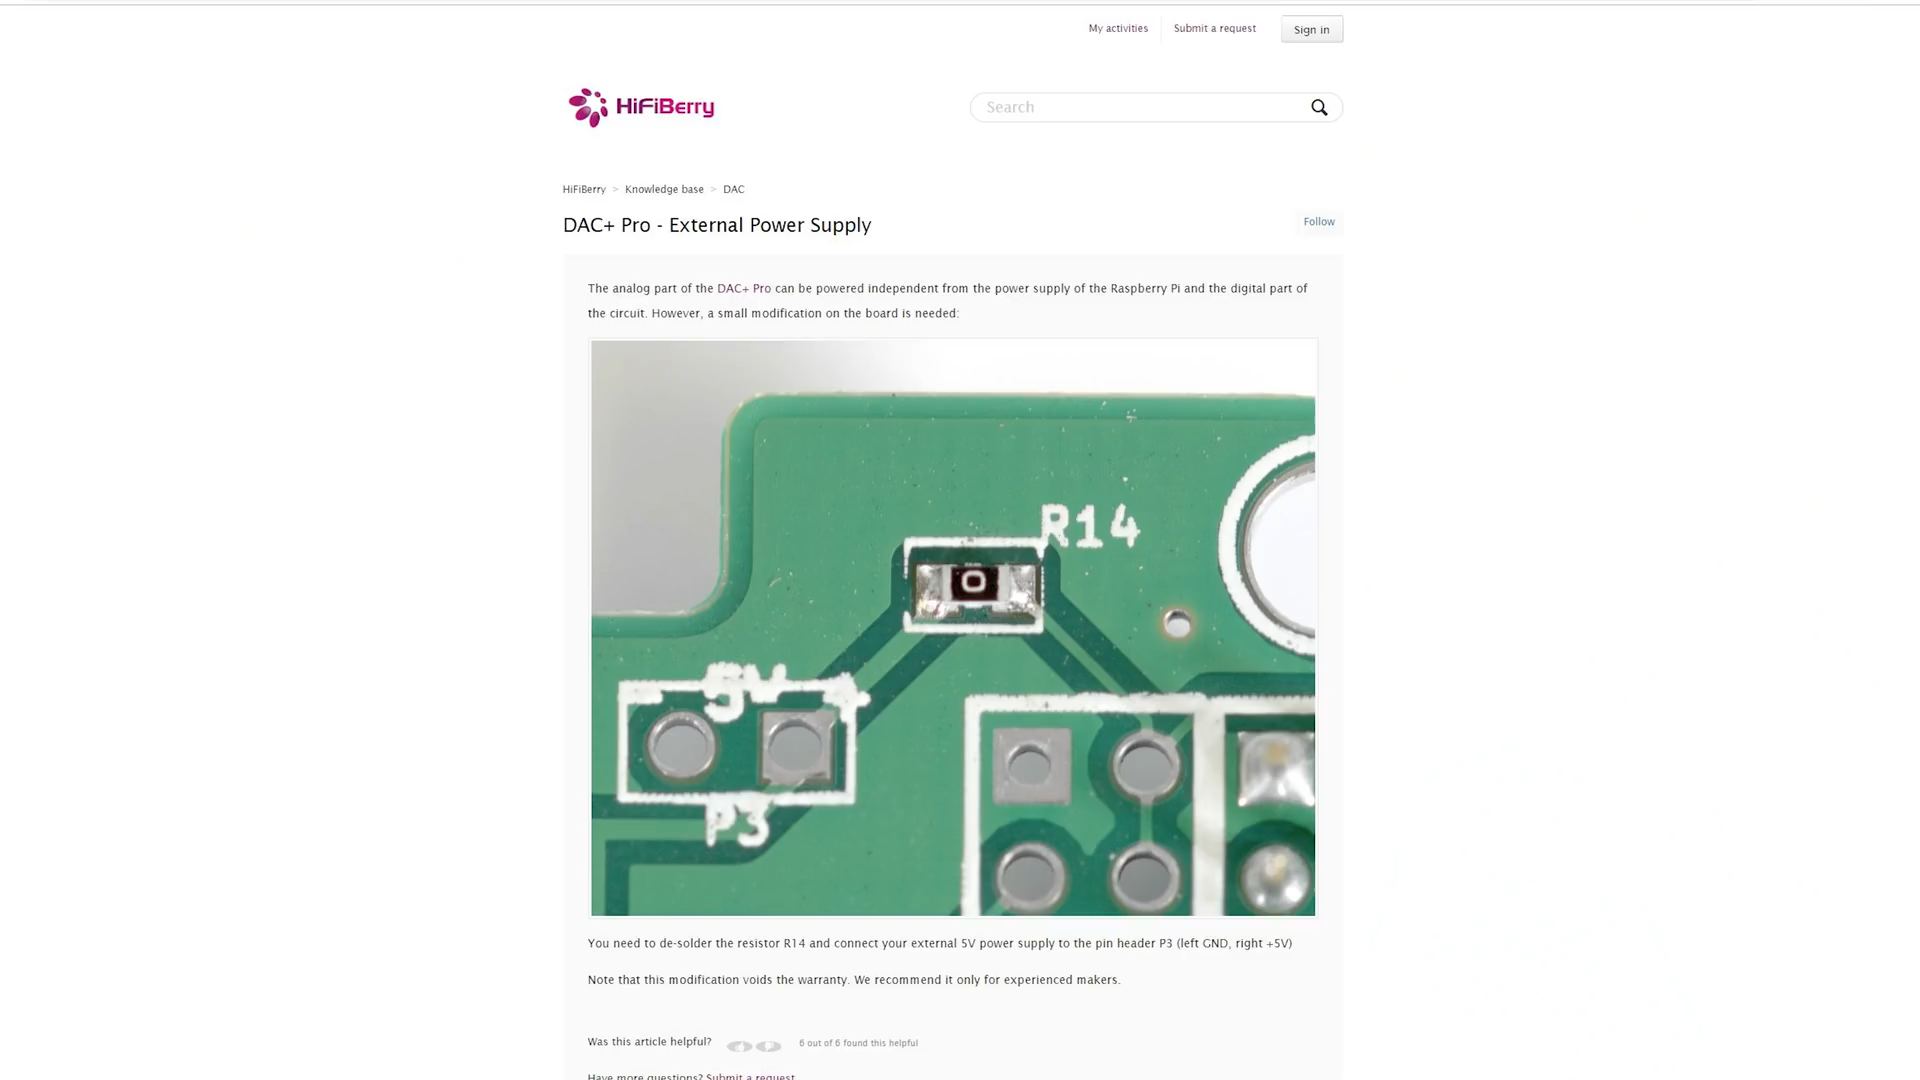 My activities
Submit a request
Sign in
HiFiBerry
Search
HiFiBerry > Knowledge base > DAC
DAC+ Pro - External Power Supply
Follow
The analog part of the DAC+ Pro can be powered independent from the power supply of the Raspberry Pi and the digital part of
the circuit. However, a small modification on the board is needed:
R14
0
5V +
P3
You need to de-solder the resistor R14 and connect your external 5V power supply to the pin header P3 (left GND, right +5V)
Note that this modification voids the warranty. We recommend it only for experienced makers.
Was this article helpful?
6 out of 6 found this helpful
Have more questions? Submit a request